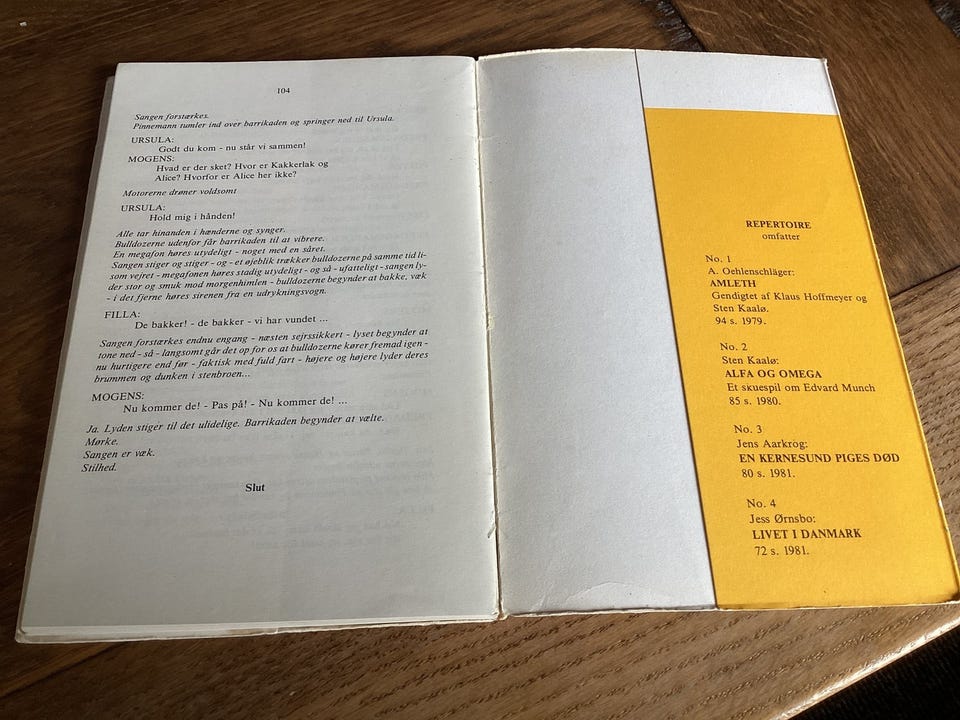 104
Sangen forstærkes.
Pinnemann tumler ind over barrikaden og springer ned til Ursula.
URSULA:
Godt du kom - nu står vi sammen!
MOGENS:
Hvad er der sket? Hvor er Kakkerlak og
Alice? Hvorfor er Alice her ikke?
Motorerne drøner voldsomt
URSULA:
Hold mig i hånden!
Alle tar hinanden i hænderne og synger.
Bulldozerne udenfor får barrikaden til at vibrere.
En megafon høres utydeligt - noget med en såret.
Sangen stiger og stiger - og - et øjeblik trækker bulldozerne på samme tid li-
som vejret - megafonen høres stadig utydeligt - og så - ufatteligt - sangen ly-
der stor og smuk mod morgenhimlen - bulldozerne begynder at bakke, væk
- i det fjerne høres sirenen fra en udrykningsvogn.
FILLA:
De bakker! - de bakker - vi har vundet ...
Sangen forstærkes endnu engang - næsten sejrssikkert - lyset begynder at
tone ned - så - langsomt går det op for os at bulldozerne kører fremad igen -
nu hurtigere end før - faktisk med fuld fart - højere og højere lyder deres
brummen og dunken i stenbroen...
MOGENS:
Nu kommer de! - Pas på! - Nu kommer de! ...
Ja. Lyden stiger til det ulidelige. Barrikaden begynder at vælte.
Mørke.
Sangen er væk.
Stilhed.
Slut
REPERTOIRE
omfatter
No. 1
A. Oehlenschläger:
AMLETH
Gendigtet af Klaus Hoffmeyer og
Sten Kaalø.
94 s. 1979.
No. 2
Sten Kaalø:
ALFA OG OMEGA
Et skuespil om Edvard Munch
85 s. 1980.
No. 3
Jens Aarkrog:
EN KERNESUND PIGES DØD
80 s. 1981.
No. 4
Jess Ørnsbo:
LIVET I DANMARK
72 s. 1981.